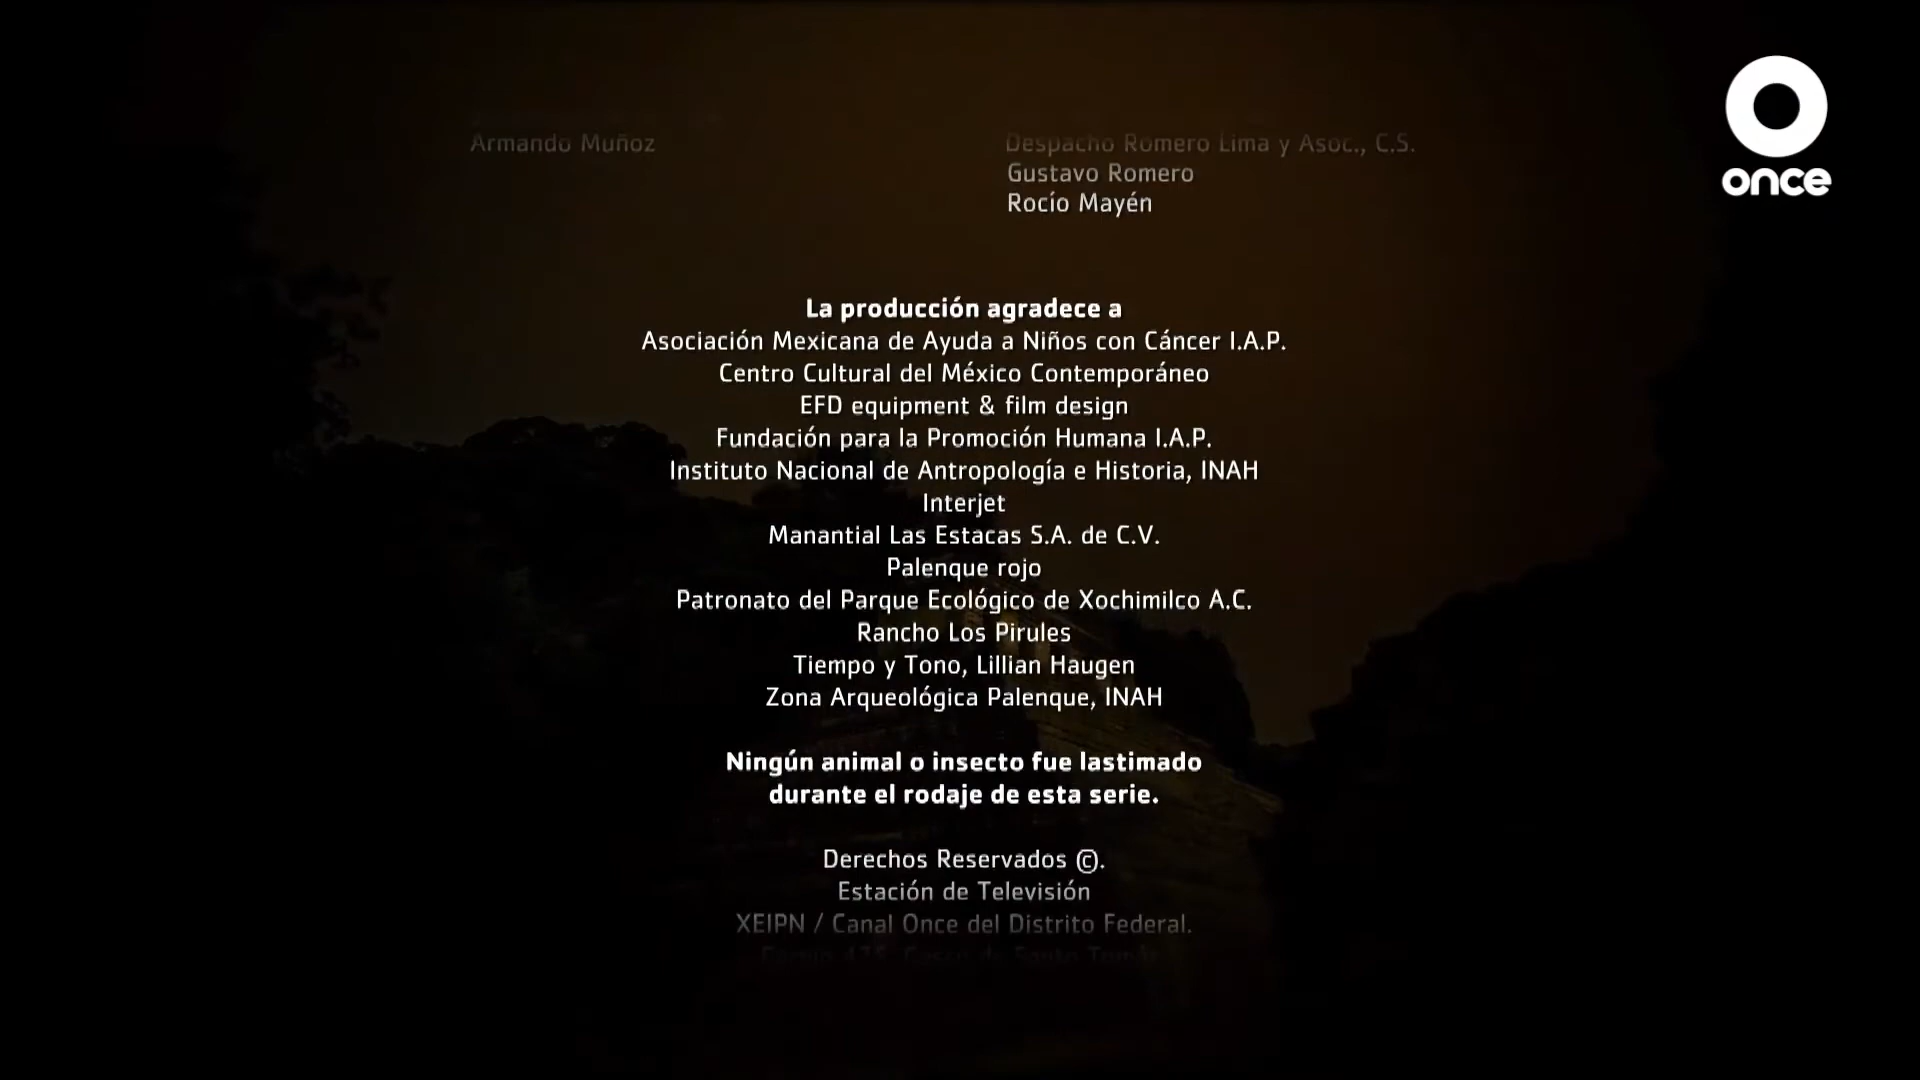 Armando Muñoz
Despacho Romero Lima y Asoc., C.S.
Gustavo Romero
Rocío Mayén
once
La producción agradece a
Asociación Mexicana de Ayuda a Niños con Cáncer I.A.P.
Centro Cultural del México Contemporáneo
EFD equipment & film design
Fundación para la Promoción Humana I.A.P.
Instituto Nacional de Antropología e Historia, INAH
Interjet
Manantial Las Estacas S.A. de C.V.
Palenque rojo
Patronato del Parque Ecológico de Xochimilco A.C.
Rancho Los Pirules
Tiempo y Tono, Lillian Haugen
Zona Arqueológica Palenque, INAH
Ningún animal o insecto fue lastimado
durante el rodaje de esta serie.
Derechos Reservados ©.
Estación de Televisión
XEIPN / Canal Once del Distrito Federal.